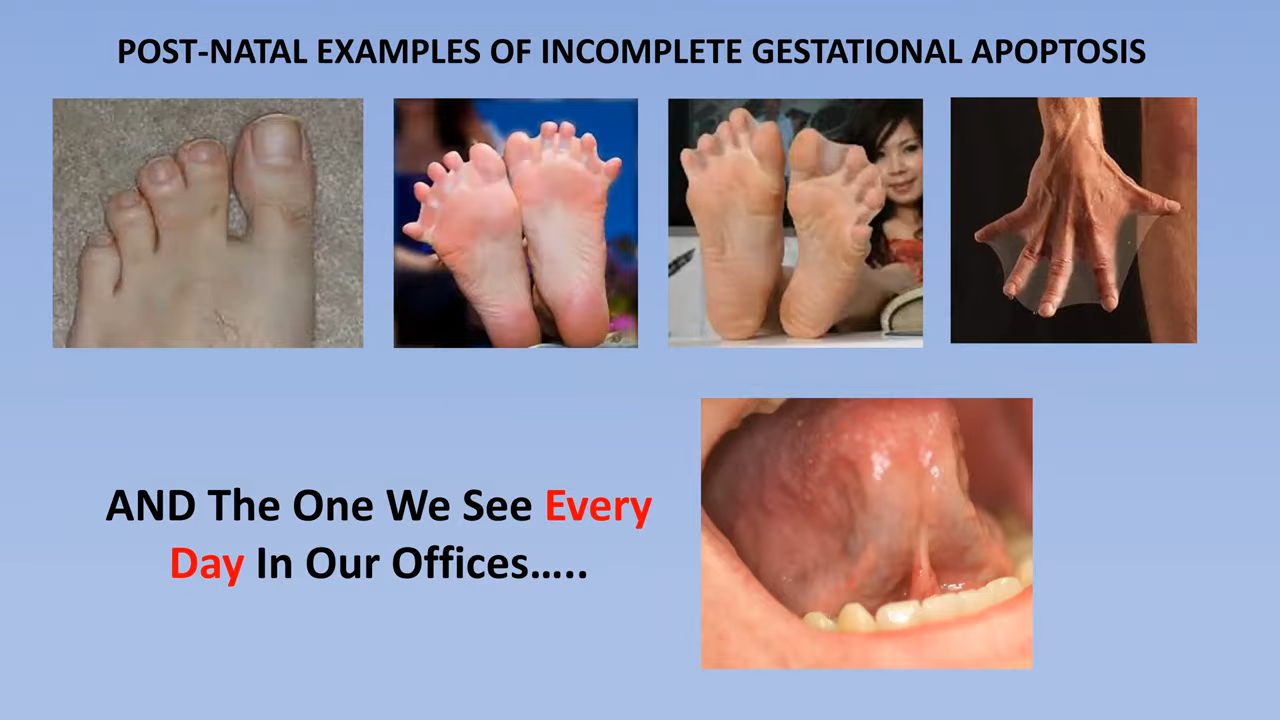 POST-NATAL EXAMPLES OF INCOMPLETE GESTATIONAL APOPTOSIS
AND The One We See Every
Day In Our Offices.....